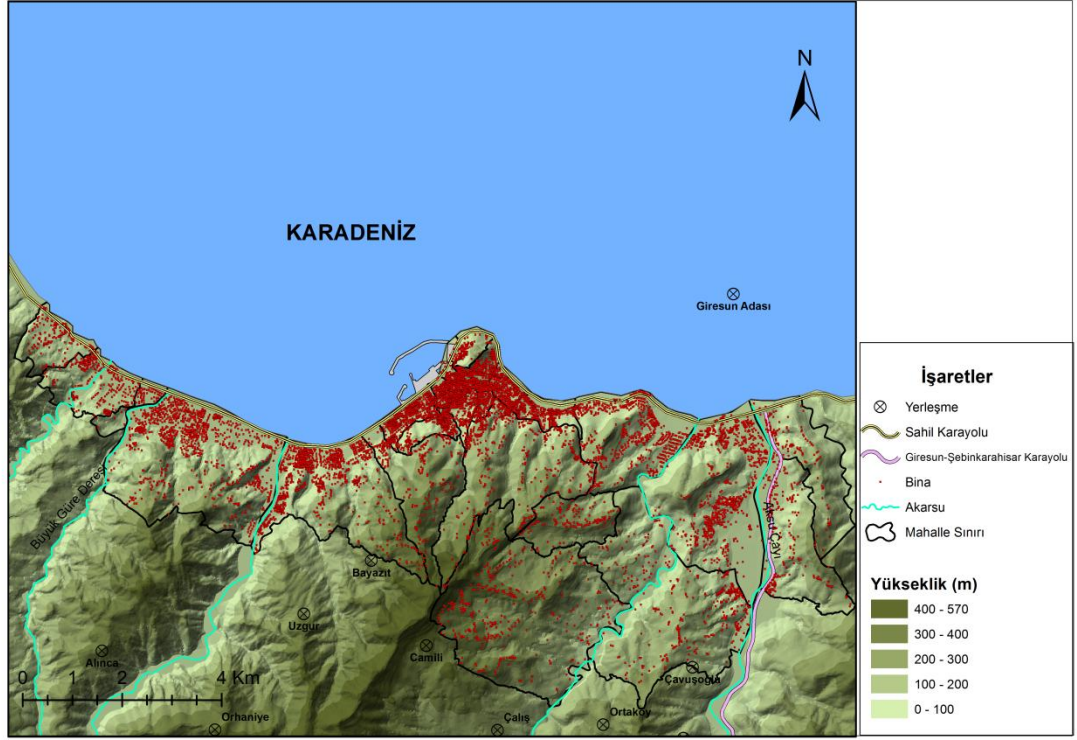 N
KARADENİZ
Giresun Adası
Büyük Güre Deresi
Aksu Çayı
Bayazıt
Uzgur
Alınca
Camili
Çavuşoğlu
Orhaniye
Çalış
Ortaköy
0 1 2 4 Km
İşaretler
Yerleşme
Sahil Karayolu
Giresun-Şebinkarahisar Karayolu
Bina
Akarsu
Mahalle Sınırı
Yükseklik (m)
400 - 570
300 - 400
200 - 300
100 - 200
0 - 100